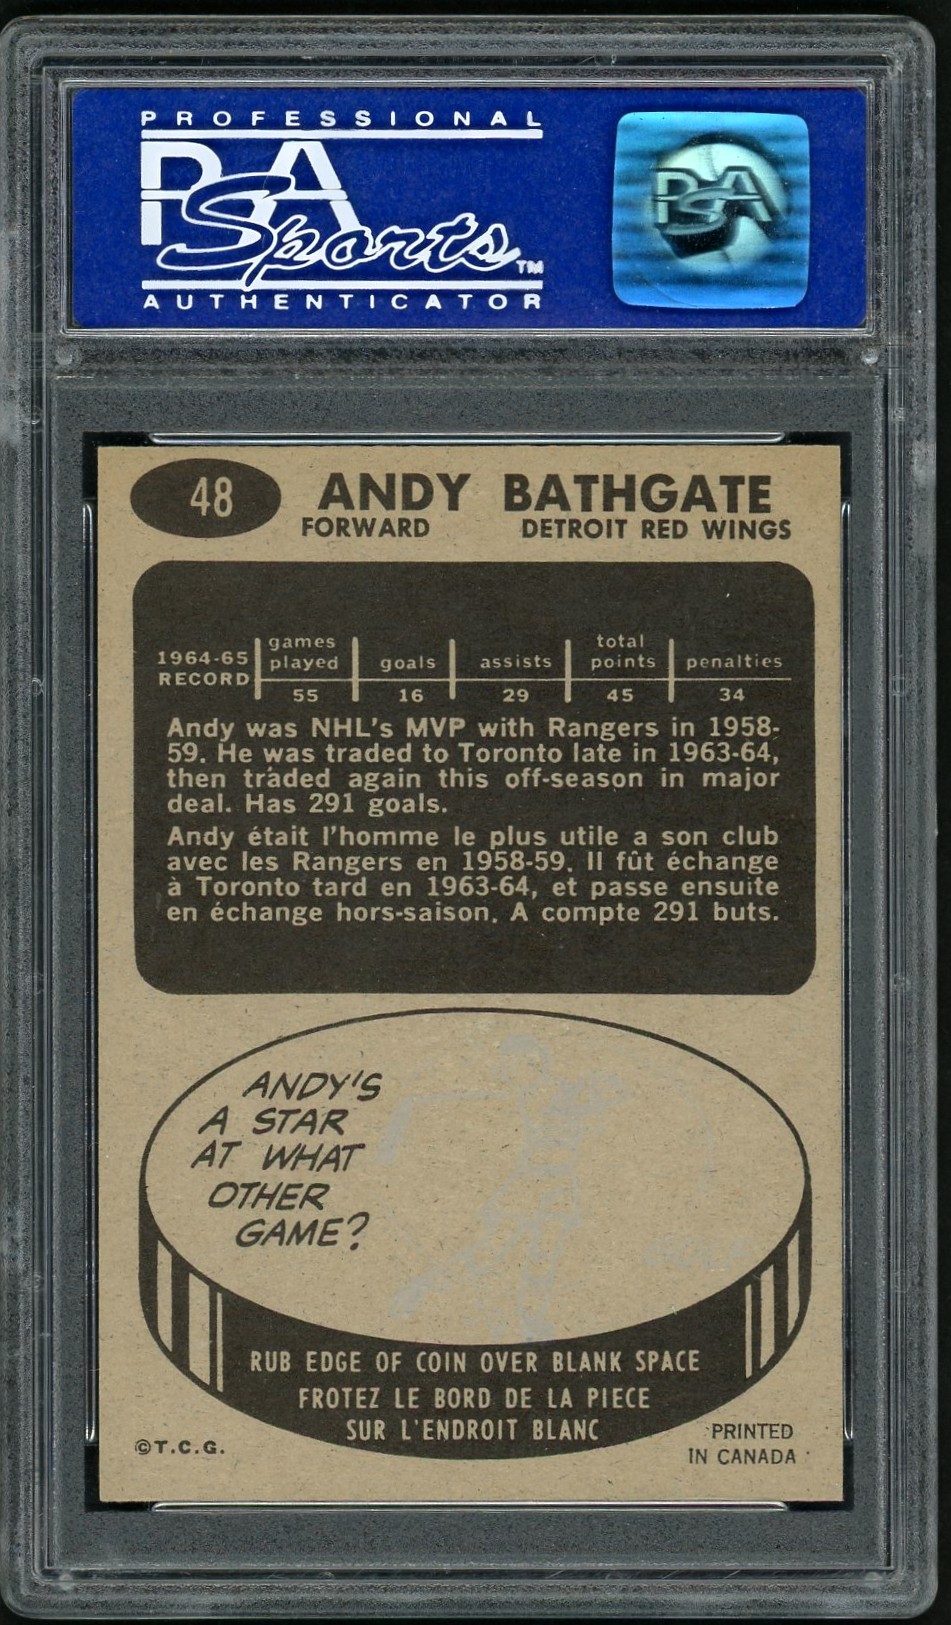 PROFESSIONAL
PSA
Sports™
AUTHENTICATOR
PSA
48 ANDY BATHGATE
FORWARD DETROIT RED WINGS
1964-65 RECORD
games played goals assists total points penalties
55 16 29 45 34
Andy was NHL's MVP with Rangers in 1958-
59. He was traded to Toronto late in 1963-64,
then traded again this off-season in major
deal. Has 291 goals.
Andy était l'homme le plus utile a son club
avec les Rangers en 1958-59. Il fût échange
à Toronto tard en 1963-64, et passe ensuite
en échange hors-saison. A compte 291 buts.
ANDY'S
A STAR
AT WHAT
OTHER
GAME?
RUB EDGE OF COIN OVER BLANK SPACE
FROTEZ LE BORD DE LA PIECE
SUR L'ENDROIT BLANC
©T.C.G.
PRINTED
IN CANADA